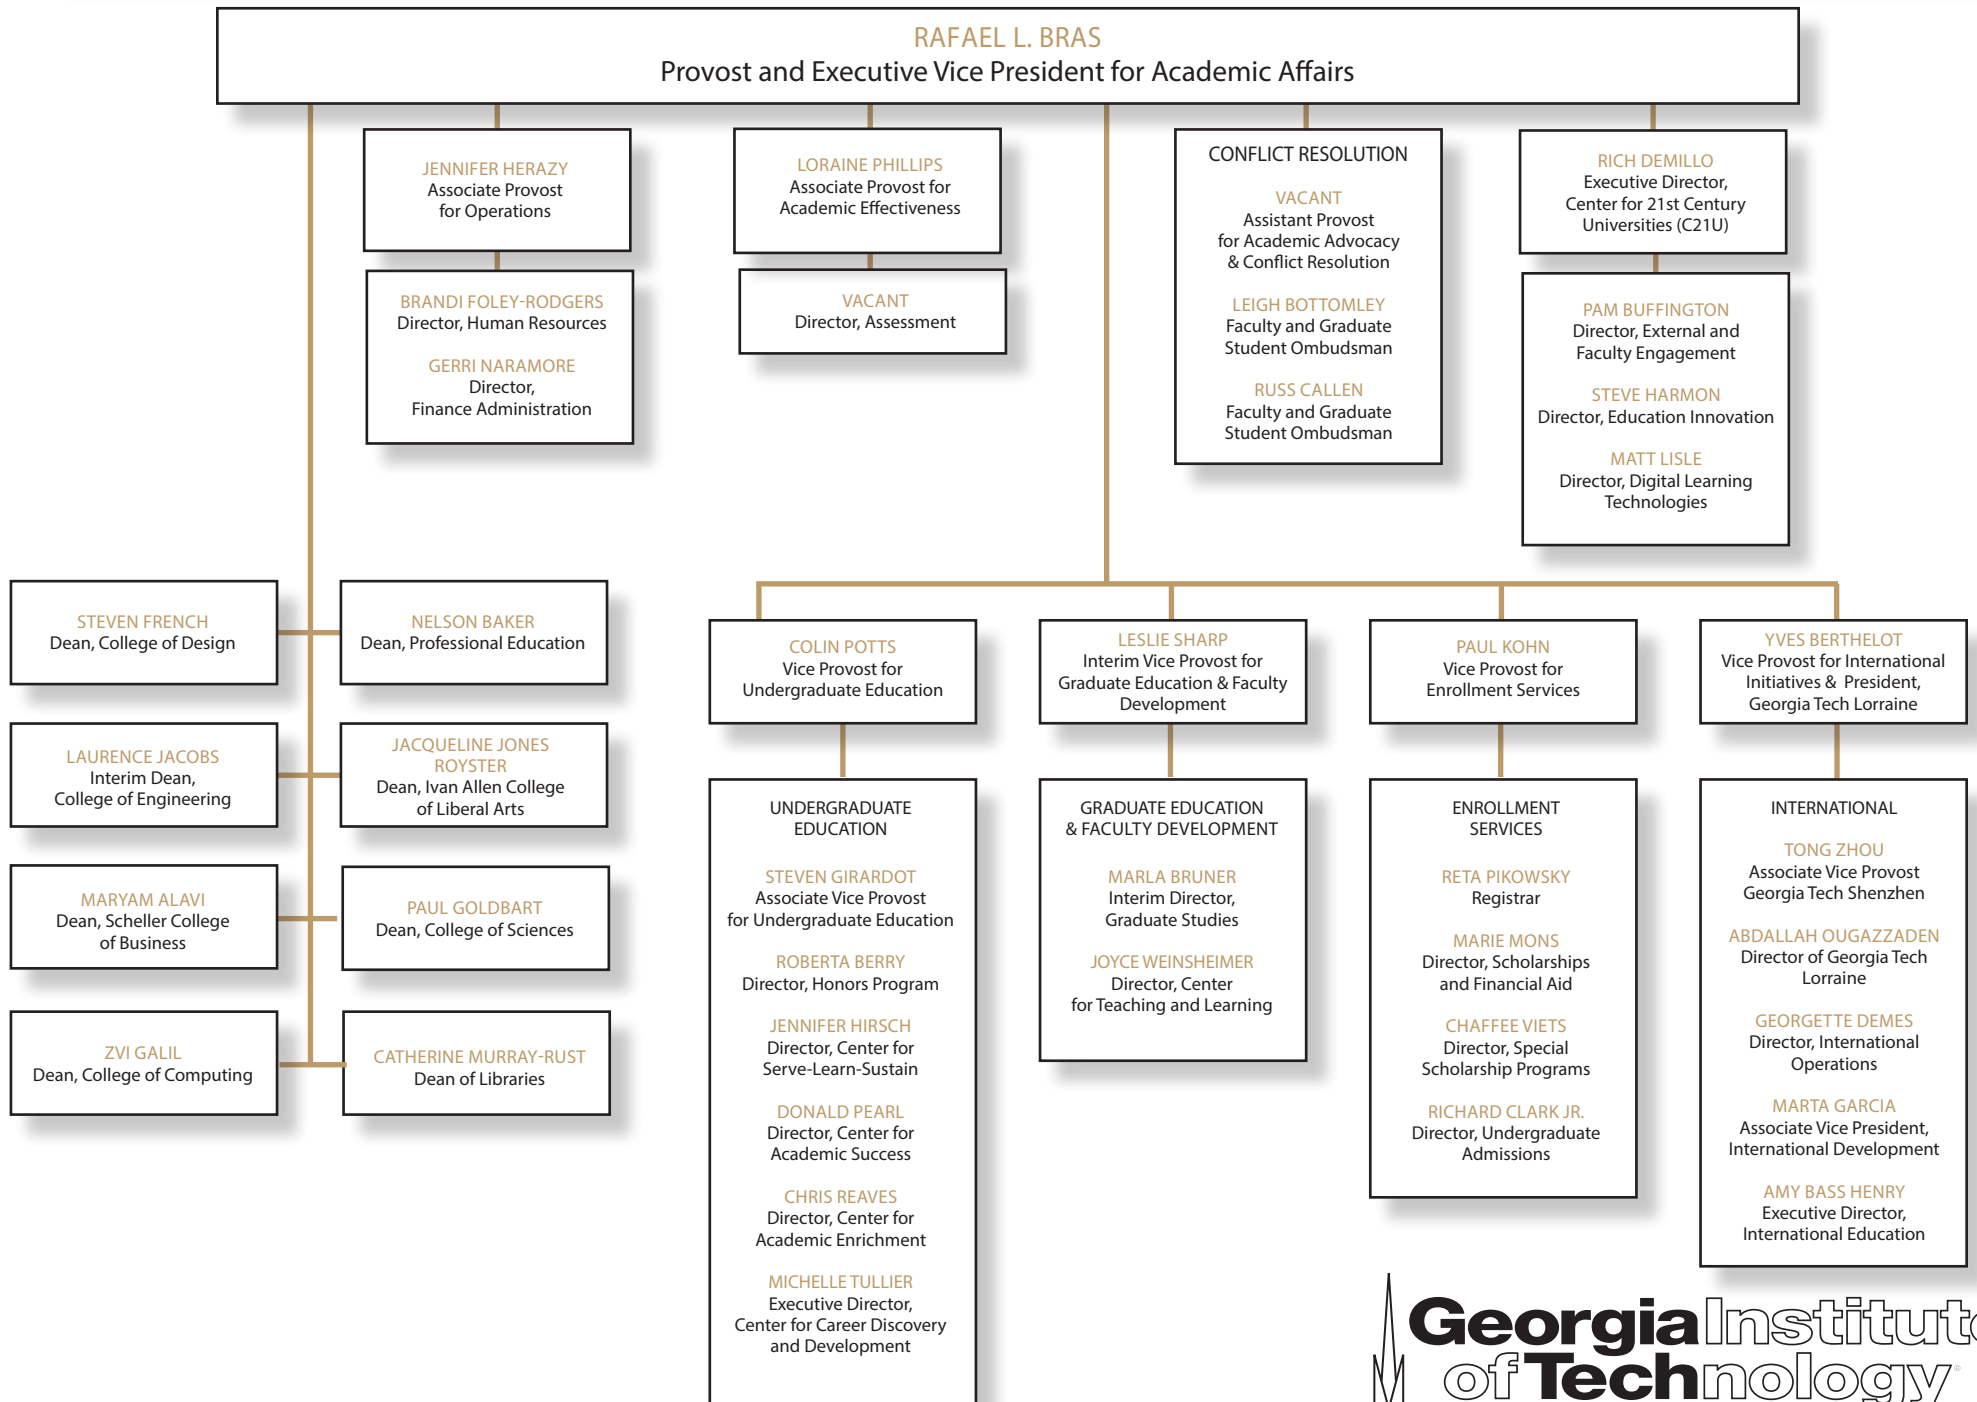 RAFAEL L. BRAS
Provost and Executive Vice President for Academic Affairs
JENNIFER HERAZY
Associate Provost
for Operations
BRANDI FOLEY-RODGERS
Director, Human Resources
GERRI NARAMORE
Director,
Finance Administration
LORAINE PHILLIPS
Associate Provost for
Academic Effectiveness
VACANT
Director, Assessment
CONFLICT RESOLUTION
VACANT
Assistant Provost
for Academic Advocacy
& Conflict Resolution
LEIGH BOTTOMLEY
Faculty and Graduate
Student Ombudsman
RUSS CALLEN
Faculty and Graduate
Student Ombudsman
RICH DEMILLO
Executive Director,
Center for 21st Century
Universities (C21U)
PAM BUFFINGTON
Director, External and
Faculty Engagement
STEVE HARMON
Director, Education Innovation
MATT LISLE
Director, Digital Learning
Technologies
STEVEN FRENCH
Dean, College of Design
NELSON BAKER
Dean, Professional Education
LAURENCE JACOBS
Interim Dean,
College of Engineering
JACQUELINE JONES
ROYSTER
Dean, Ivan Allen College
of Liberal Arts
MARYAM ALAVI
Dean, Scheller College
of Business
PAUL GOLDBART
Dean, College of Sciences
ZVI GALIL
Dean, College of Computing
CATHERINE MURRAY-RUST
Dean of Libraries
COLIN POTTS
Vice Provost for
Undergraduate Education
UNDERGRADUATE
EDUCATION
STEVEN GIRARDOT
Associate Vice Provost
for Undergraduate Education
ROBERTA BERRY
Director, Honors Program
JENNIFER HIRSCH
Director, Center for
Serve-Learn-Sustain
DONALD PEARL
Director, Center for
Academic Success
CHRIS REAVES
Director, Center for
Academic Enrichment
MICHELLE TULLIER
Executive Director,
Center for Career Discovery
and Development
LESLIE SHARP
Interim Vice Provost for
Graduate Education & Faculty
Development
GRADUATE EDUCATION
& FACULTY DEVELOPMENT
MARLA BRUNER
Interim Director,
Graduate Studies
JOYCE WEINSHEIMER
Director, Center
for Teaching and Learning
PAUL KOHN
Vice Provost for
Enrollment Services
ENROLLMENT
SERVICES
RETA PIKOWSKY
Registrar
MARIE MONS
Director, Scholarships
and Financial Aid
CHAFFEE VIETS
Director, Special
Scholarship Programs
RICHARD CLARK JR.
Director, Undergraduate
Admissions
YVES BERTHELOT
Vice Provost for International
Initiatives & President,
Georgia Tech Lorraine
INTERNATIONAL
TONG ZHOU
Associate Vice Provost
Georgia Tech Shenzhen
ABDALLAH OUGAZZADEN
Director of Georgia Tech
Lorraine
GEORGETTE DEMES
Director, International
Operations
MARTA GARCIA
Associate Vice President,
International Development
AMY BASS HENRY
Executive Director,
International Education
Georgia Institute
of Technology®